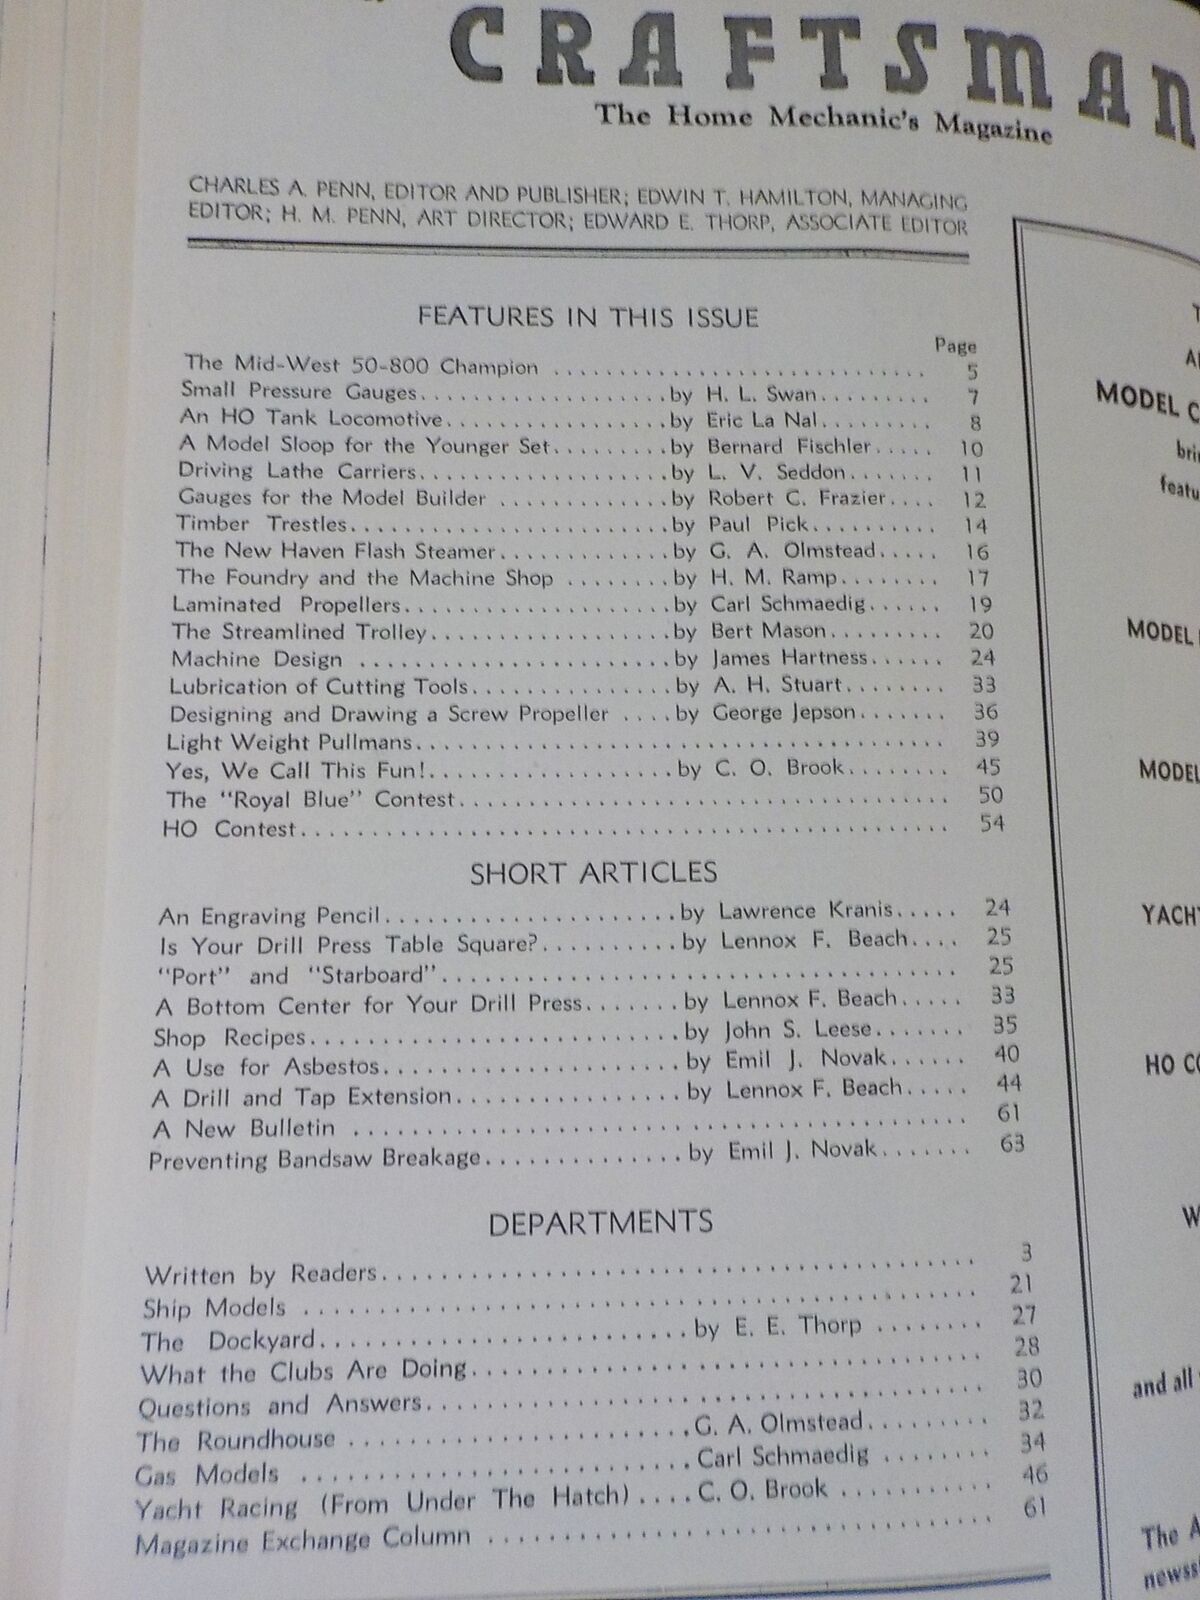 CRAFTSMAN
The Home Mechanic's Magazine
CHARLES A. PENN, EDITOR AND PUBLISHER; EDWIN T. HAMILTON, MANAGING
EDITOR; H. M. PENN, ART DIRECTOR; EDWARD E. THORP, ASSOCIATE EDITOR
FEATURES IN THIS ISSUE
Page
The Mid-West 50-800 Champion ............................ 5
Small Pressure Gauges....................by H. L. Swan......... 7
An HO Tank Locomotive..................by Eric La Nal......... 8
A Model Sloop for the Younger Set.........by Bernard Fischler..... 10
Driving Lathe Carriers....................by L. V. Seddon....... 11
Gauges for the Model Builder .............by Robert C. Frazier.... 12
Timber Trestles.........................by Paul Pick.......... 14
The New Haven Flash Steamer............by G. A. Olmstead..... 16
The Foundry and the Machine Shop ........by H. M. Ramp........ 17
Laminated Propellers.....................by Carl Schmaedig...... 19
The Streamlined Trolley...................by Bert Mason......... 20
Machine Design ........................by James Hartness...... 24
Lubrication of Cutting Tools...............by A. H. Stuart........ 33
Designing and Drawing a Screw Propeller ....by George Jepson....... 36
Light Weight Pullmans........................................ 39
Yes, We Call This Fun!...................by C. O. Brook........ 45
The "Royal Blue" Contest..................................... 50
HO Contest.................................................. 54
SHORT ARTICLES
An Engraving Pencil.......................by Lawrence Kranis..... 24
Is Your Drill Press Table Square?...........by Lennox F. Beach.... 25
"Port" and "Starboard"....................................... 25
A Bottom Center for Your Drill Press........by Lennox F. Beach..... 33
Shop Recipes.............................by John S. Leese....... 35
A Use for Asbestos.......................by Emil J. Novak...... 40
A Drill and Tap Extension..................by Lennox F. Beach..... 44
A New Bulletin .............................................. 61
Preventing Bandsaw Breakage...............by Emil J. Novak....... 63
DEPARTMENTS
Written by Readers........................................... 3
Ship Models ................................................. 21
The Dockyard.............................by E. E. Thorp ........ 27
What the Clubs Are Doing..................................... 28
Questions and Answers........................................ 30
The Roundhouse ..........................G. A. Olmstead......... 32
Gas Models ..............................Carl Schmaedig ........ 34
Yacht Racing (From Under The Hatch)....C. O. Brook ........... 46
Magazine Exchange Column .................................. 61
MODEL C
bri
featu
MODEL
MODEL
YACHT
HO CO
W
and all
The A
newss